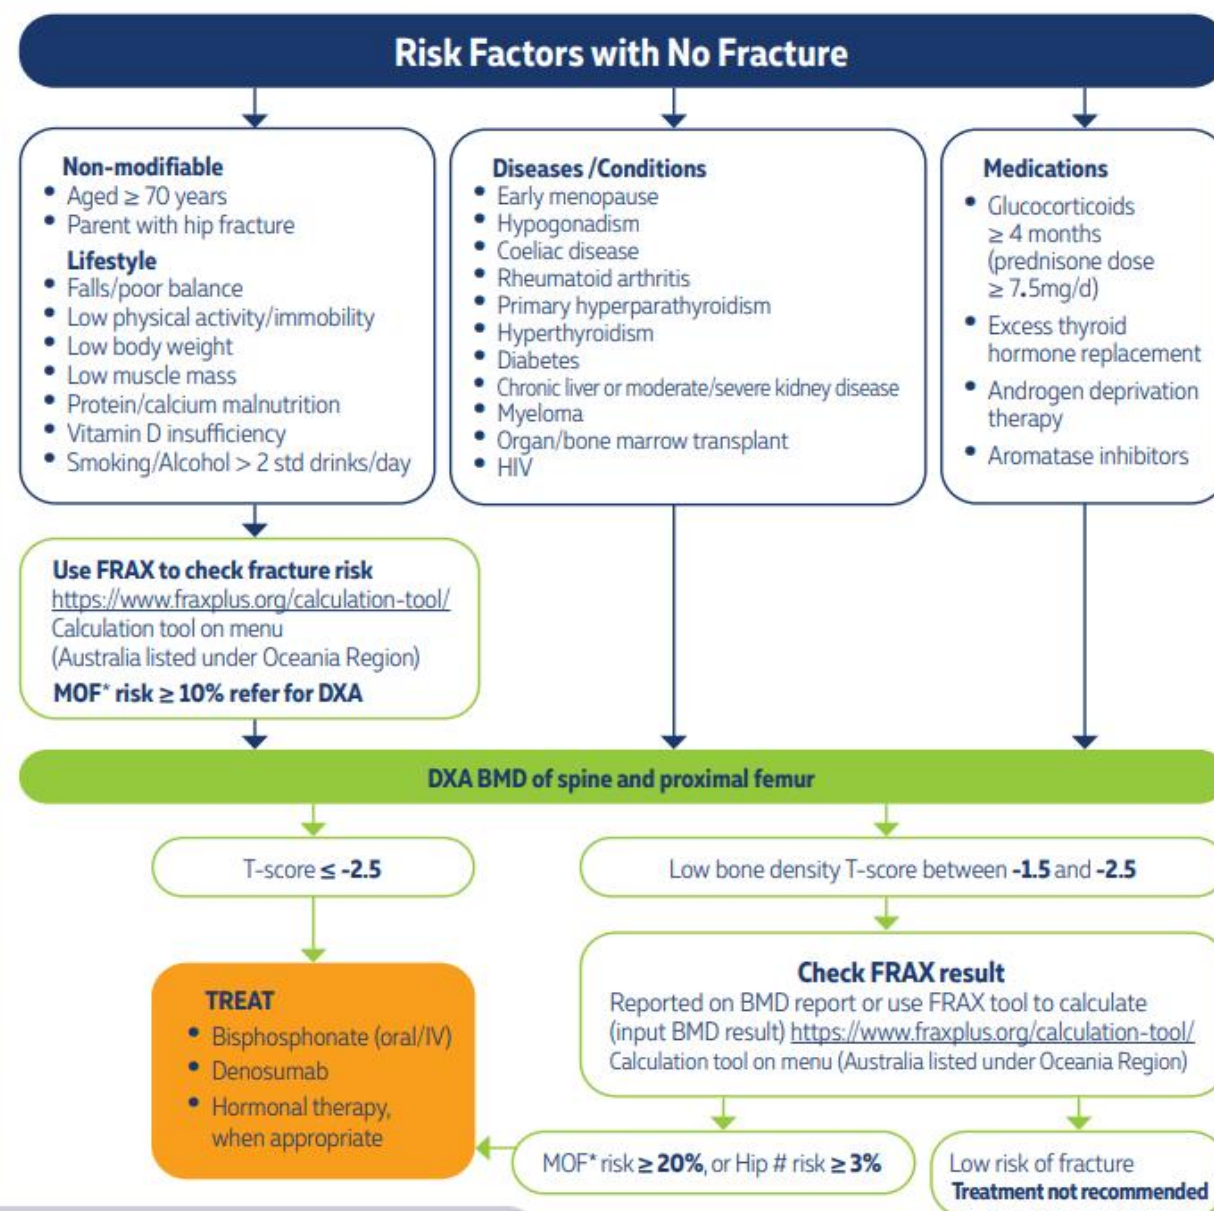 Risk Factors with No Fracture
Non-modifiable
• Aged ≥ 70 years
• Parent with hip fracture
Lifestyle
• Falls/poor balance
• Low physical activity/immobility
• Low body weight
• Low muscle mass
• Protein/calcium malnutrition
• Vitamin D insufficiency
• Smoking/Alcohol > 2 std drinks/day
Diseases /Conditions
• Early menopause
• Hypogonadism
• Coeliac disease
• Rheumatoid arthritis
• Primary hyperparathyroidism
• Hyperthyroidism
• Diabetes
• Chronic liver or moderate/severe kidney disease
• Myeloma
• Organ/bone marrow transplant
• HIV
Medications
• Glucocorticoids
≥ 4 months
(prednisone dose
≥ 7.5mg/d)
• Excess thyroid
hormone replacement
• Androgen deprivation
therapy
• Aromatase inhibitors
Use FRAX to check fracture risk
https://www.fraxplus.org/calculation-tool/
Calculation tool on menu
(Australia listed under Oceania Region)
MOF* risk ≥ 10% refer for DXA
DXA BMD of spine and proximal femur
T-score ≤ -2.5
Low bone density T-score between -1.5 and -2.5
TREAT
• Bisphosphonate (oral/IV)
• Denosumab
• Hormonal therapy,
when appropriate
Check FRAX result
Reported on BMD report or use FRAX tool to calculate
(input BMD result) https://www.fraxplus.org/calculation-tool/
Calculation tool on menu (Australia listed under Oceania Region)
MOF* risk ≥ 20%, or Hip # risk ≥ 3%
Low risk of fracture
Treatment not recommended